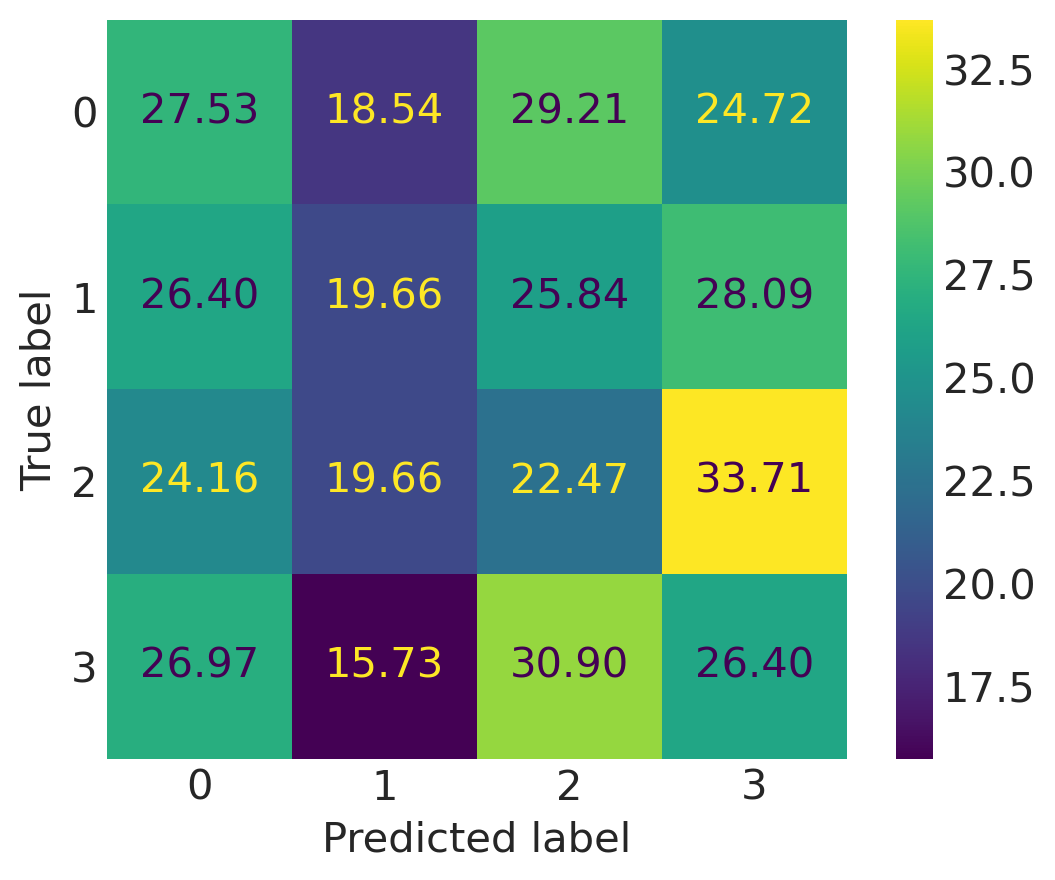 0 27.53 18.54 29.21 24.72
1 26.40 19.66 25.84 28.09
2 24.16 19.66 22.47 33.71
3 26.97 15.73 30.90 26.40
0 1 2 3
Predicted label
True label
32.5
30.0
27.5
25.0
22.5
20.0
17.5